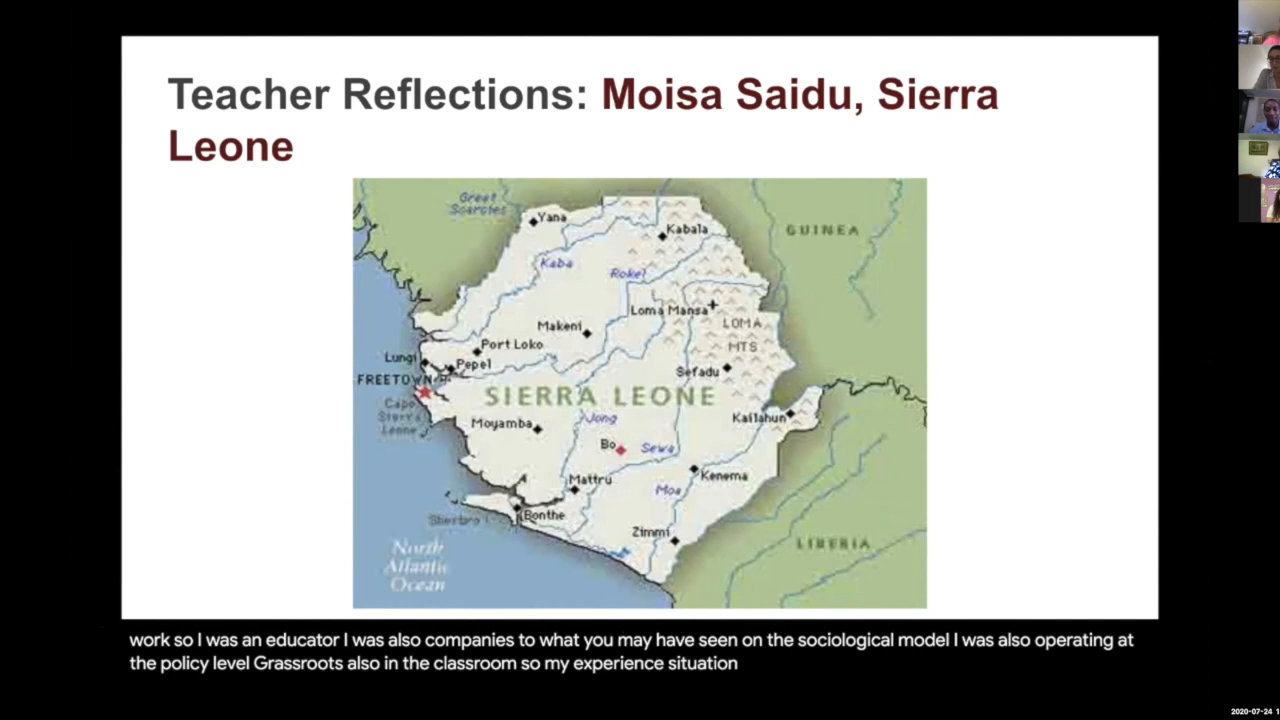 Teacher Reflections: Moisa Saidu, Sierra
Leone
Great
Scarcies
Yana
Kabala
GUINEA
Kaba
Rokel
Loma Mansa
LOMA
MTS
Makeni
Port Loko
Lungi
Pepel
Sefadu
FREETOWN
SIERRA LEONE
Cape
Sierra
Leone
Jong
Kailahun
Moyamba
Bo
Sewa
Mattru
Kenema
Moa
Bonthe
Sherbro I.
Zimmi
LIBERIA
North
Atlantic
Ocean
work so I was an educator I was also companies to what you may have seen on the sociological model I was also operating at
the policy level Grassroots also in the classroom so my experience situation
2020-07-24 1